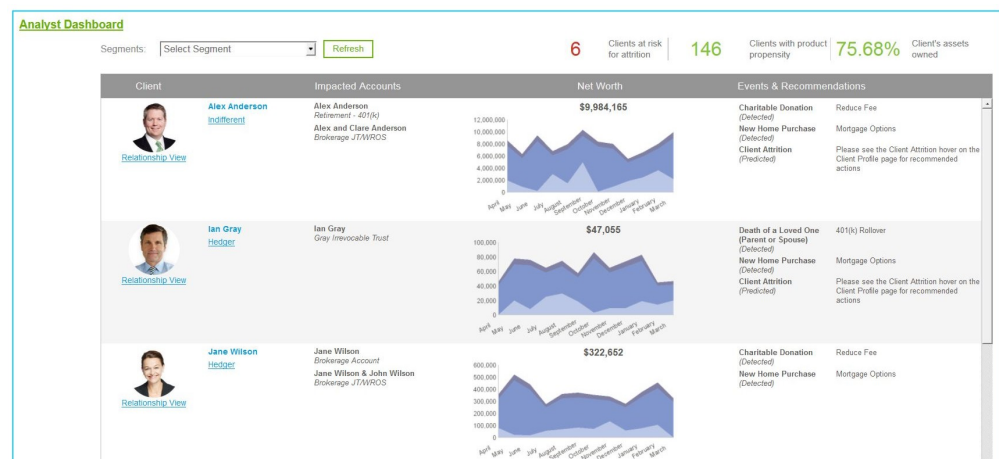 Analyst Dashboard
Segments: Select Segment Refresh
6 Clients at risk for attrition
146 Clients with product propensity
75.68% Client's assets owned
Client Impacted Accounts Net Worth Events & Recommendations
Alex Anderson
Indifferent
Relationship View
Alex Anderson
Retirement - 401(k)
Alex and Clare Anderson
Brokerage JT/WROS
$9,984,165
12,000,000
10,000,000
8,000,000
6,000,000
4,000,000
2,000,000
0
April May June July August September October November December January February March
Charitable Donation Reduce Fee
(Detected)
New Home Purchase Mortgage Options
(Detected)
Client Attrition Please see the Client Attrition hover on the
(Predicted) Client Profile page for recommended
actions
Ian Gray
Hedger
Relationship View
Ian Gray
Gray Irrevocable Trust
$47,055
100,000
80,000
60,000
40,000
20,000
0
April May June July August September October November December January February March
Death of a Loved One 401(k) Rollover
(Parent or Spouse)
(Detected)
New Home Purchase Mortgage Options
(Detected)
Client Attrition Please see the Client Attrition hover on the
(Predicted) Client Profile page for recommended
actions
Jane Wilson
Hedger
Relationship View
Jane Wilson
Brokerage Account
Jane Wilson & John Wilson
Brokerage JT/WROS
$322,652
600,000
500,000
400,000
300,000
200,000
100,000
0
April May June July August September October November December January February March
Charitable Donation Reduce Fee
(Detected)
New Home Purchase Mortgage Options
(Detected)